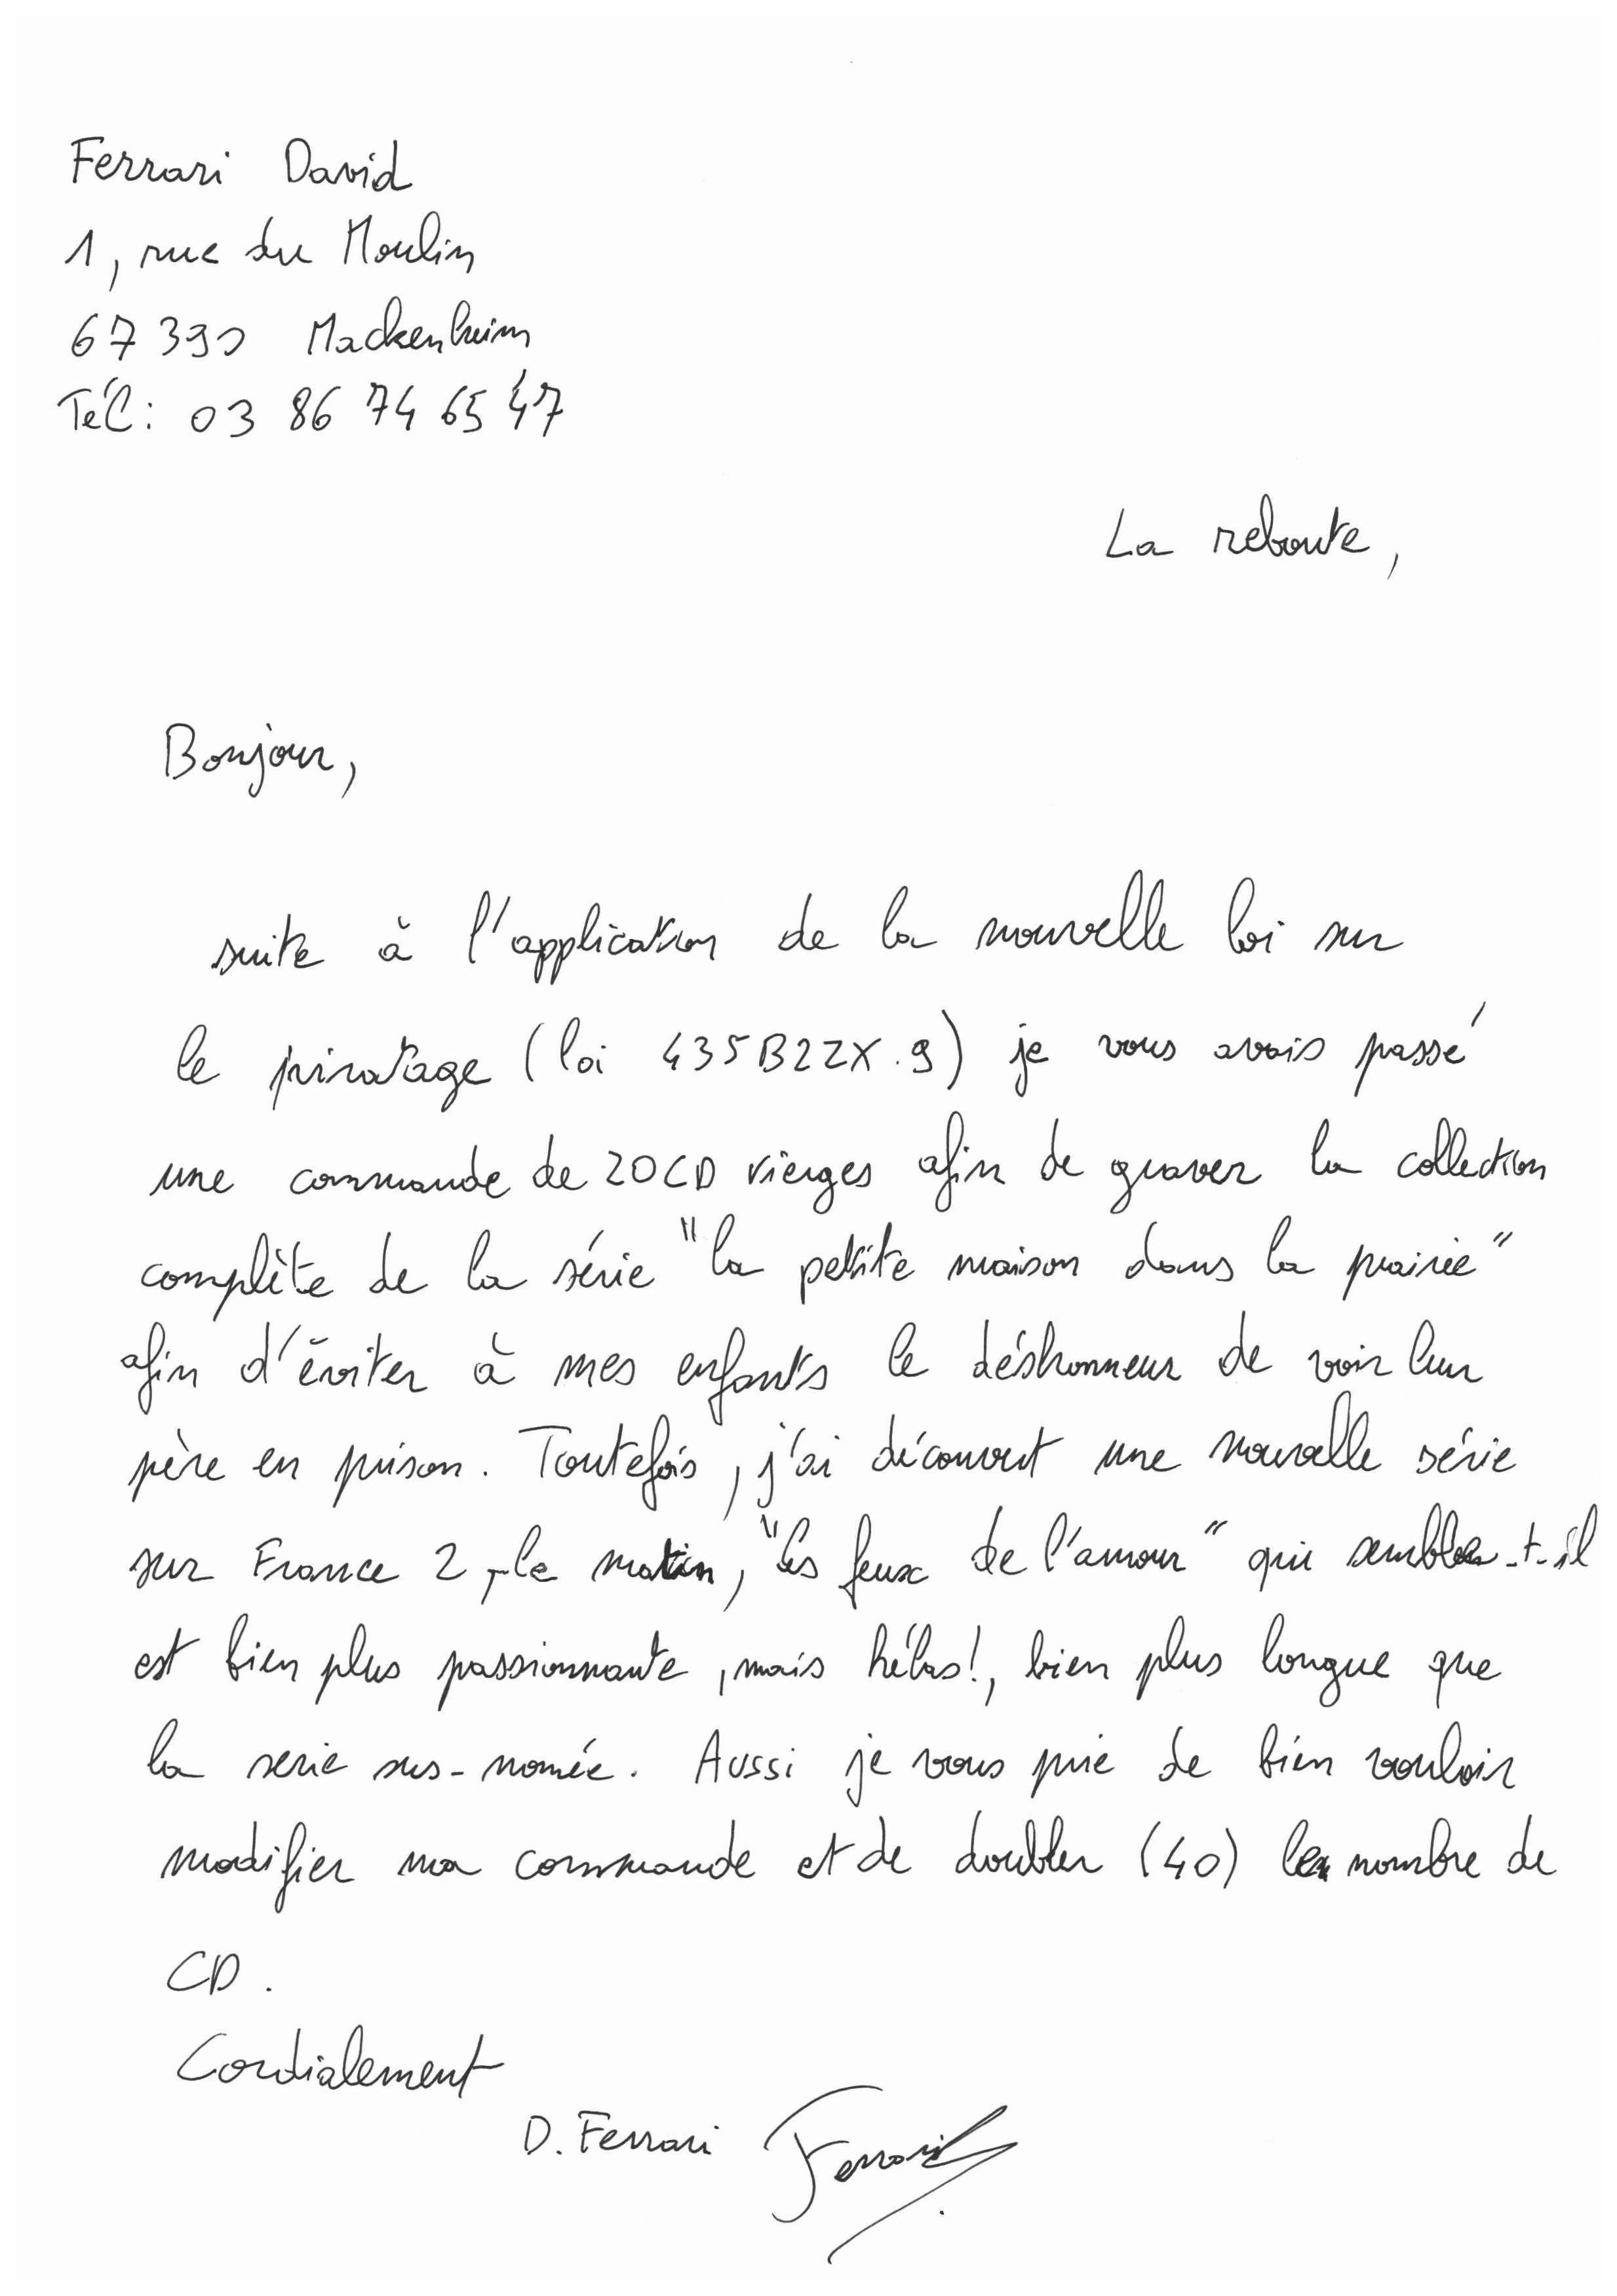 Ferrari David
1, rue du Moulin
67390 Mackenheim
Tél: 03 86 74 65 47
La reboute,
Bonjour,
suite à l'application de la nouvelle loi sur
le piratage (loi 435B2ZX.9) je vous avais passé
une commande de 20CD vierges afin de graver la collection
complète de la série "la petite maison dans la prairie"
afin d'éviter à mes enfants le déshonneur de voir leur
père en prison. Toutefois, j'ai découvert une nouvelle série
sur France 2, le matin, "les feux de l'amour" qui semble-t-il
est bien plus passionnante, mais hélas!, bien plus longue que
la serie sus-nomée. Aussi je vous prie de bien vouloir
modifier ma commande et de doubler (40) le nombre de
CD.
Cordialement
D. Ferrari Ferrari